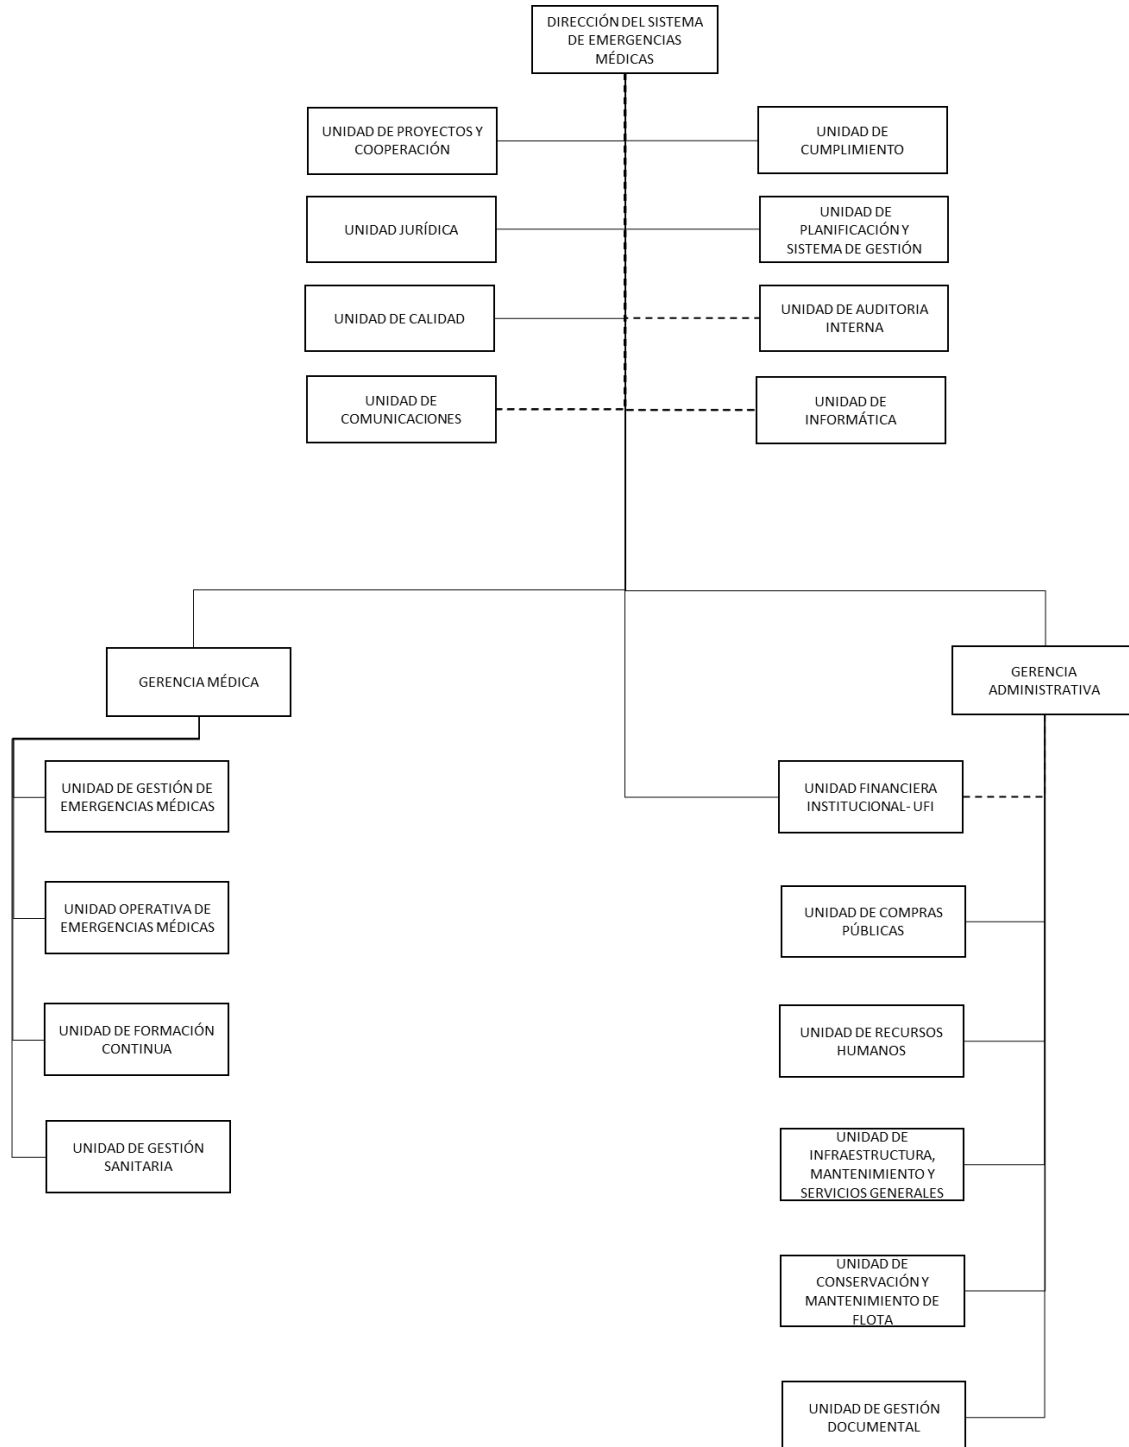 DIRECCIÓN DEL SISTEMA
DE EMERGENCIAS
MÉDICAS
UNIDAD DE PROYECTOS Y
COOPERACIÓN
UNIDAD DE
CUMPLIMIENTO
UNIDAD JURÍDICA
UNIDAD DE
PLANIFICACIÓN Y
SISTEMA DE GESTIÓN
UNIDAD DE CALIDAD
UNIDAD DE AUDITORIA
INTERNA
UNIDAD DE
COMUNICACIONES
UNIDAD DE
INFORMÁTICA
GERENCIA MÉDICA
GERENCIA
ADMINISTRATIVA
UNIDAD DE GESTIÓN DE
EMERGENCIAS MÉDICAS
UNIDAD OPERATIVA DE
EMERGENCIAS MÉDICAS
UNIDAD DE FORMACIÓN
CONTINUA
UNIDAD DE GESTIÓN
SANITARIA
UNIDAD FINANCIERA
INSTITUCIONAL- UFI
UNIDAD DE COMPRAS
PÚBLICAS
UNIDAD DE RECURSOS
HUMANOS
UNIDAD DE
INFRAESTRUCTURA,
MANTENIMIENTO Y
SERVICIOS GENERALES
UNIDAD DE
CONSERVACIÓN Y
MANTENIMIENTO DE
FLOTA
UNIDAD DE GESTIÓN
DOCUMENTAL